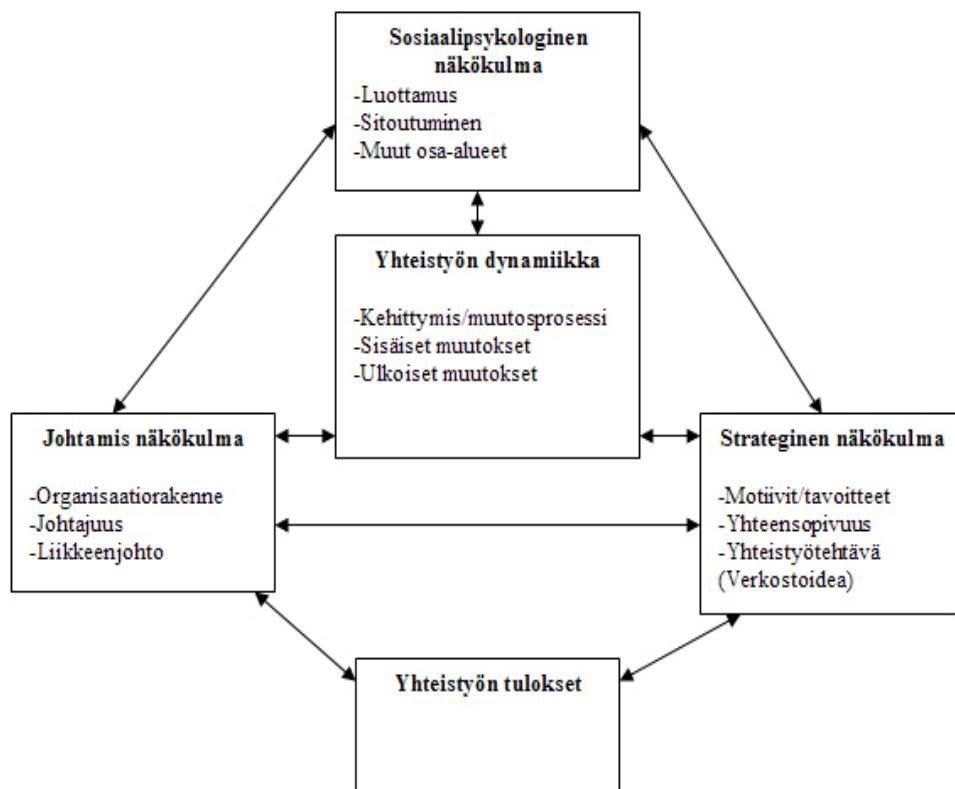 Sosiaalipsykologinen
näkökulma
-Luottamus
-Sitoutuminen
-Muut osa-alueet
Yhteistyön dynamiikka
-Kehittymis/muutosprosessi
-Sisäiset muutokset
-Ulkoiset muutokset
Johtamis näkökulma
-Organisaatiorakenne
-Johtajuus
-Liikkeenjohto
Strateginen näkökulma
-Motiivit/tavoitteet
-Yhteensopivuus
-Yhteistyötehtävä
(Verkostoidea)
Yhteistyön tulokset